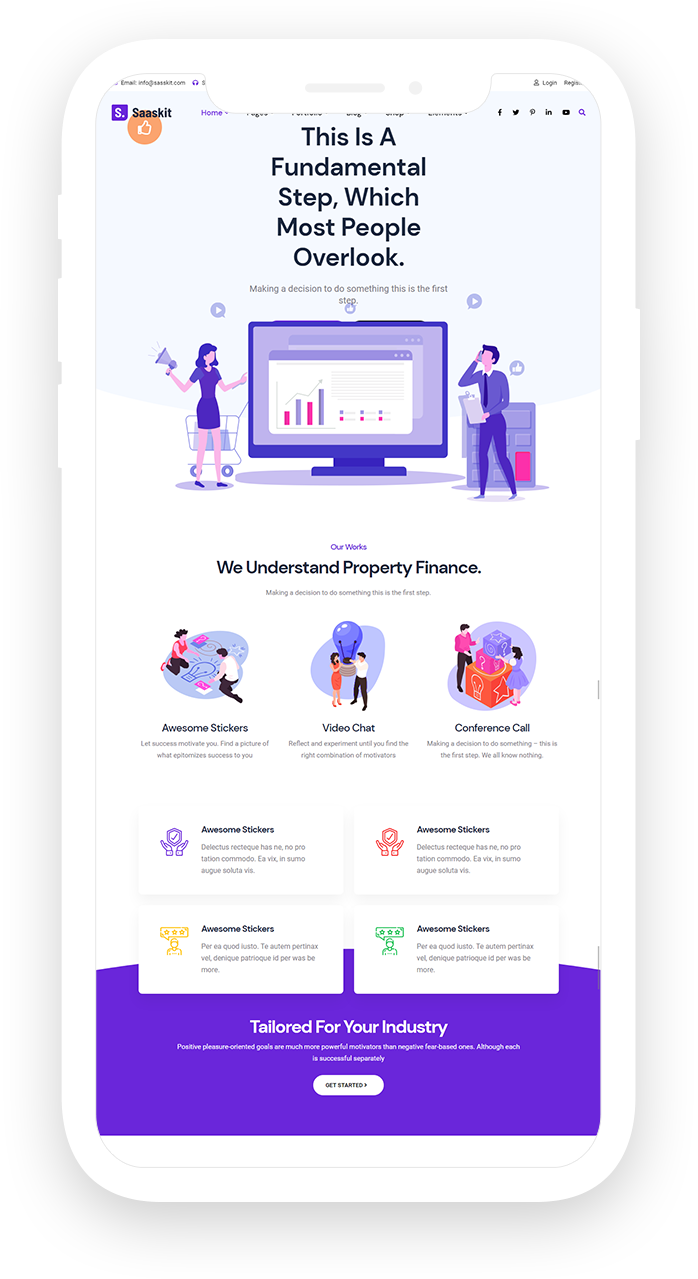 Email: info@sasskit.com
Login Regis
S. Saaskit Home
This Is A
Fundamental
Step, Which
Most People
Overlook.
Making a decision to do something this is the first
step.
Our Works
We Understand Property Finance.
Making a decision to do something this is the first step.
Awesome Stickers
Let success motivate you. Find a picture of
what epitomizes success to you
Video Chat
Reflect and experiment until you find the
right combination of motivators
Conference Call
Making a decision to do something – this is
the first step. We all know nothing.
Awesome Stickers
Delectus recteque has ne, no pro
tation commodo. Ea vix, in sumo
augue soluta vis.
Awesome Stickers
Delectus recteque has ne, no pro
tation commodo. Ea vix, in sumo
augue soluta vis.
Awesome Stickers
Per ea quod iusto. Te autem pertinax
vel, denique patrioque id per was be
more.
Awesome Stickers
Per ea quod iusto. Te autem pertinax
vel, denique patrioque id per was be
more.
Tailored For Your Industry
Positive pleasure-oriented goals are much more powerful motivators than negative fear-based ones. Although each
is successful separately
GET STARTED